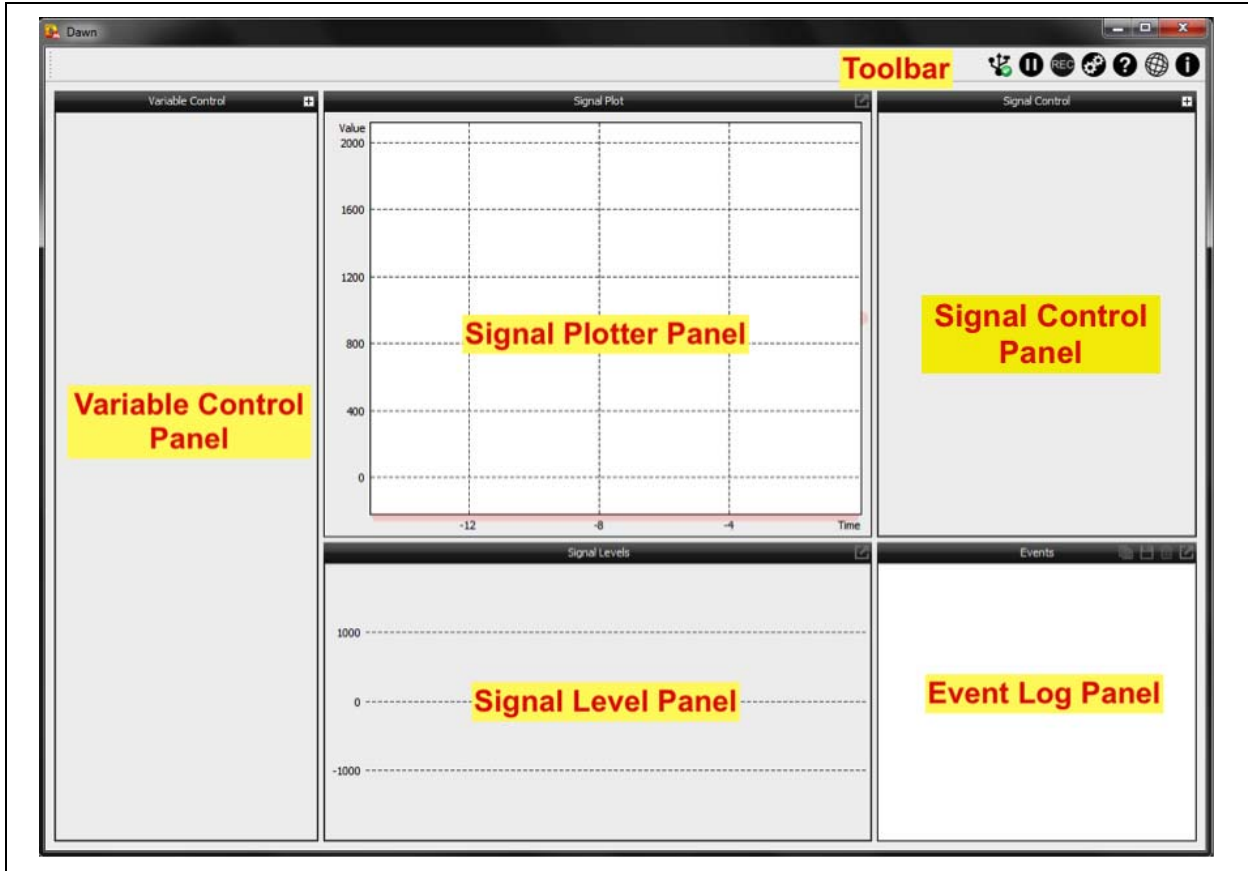 Dawn
Toolbar
REC
Variable Control
Signal Plot
Signal Control
Value
2000
1600
1200
800
400
0
-12
-8
-4
Time
Signal Plotter Panel
Signal Control
Panel
Variable Control
Panel
Signal Levels
Events
1000
0
-1000
Signal Level Panel
Event Log Panel